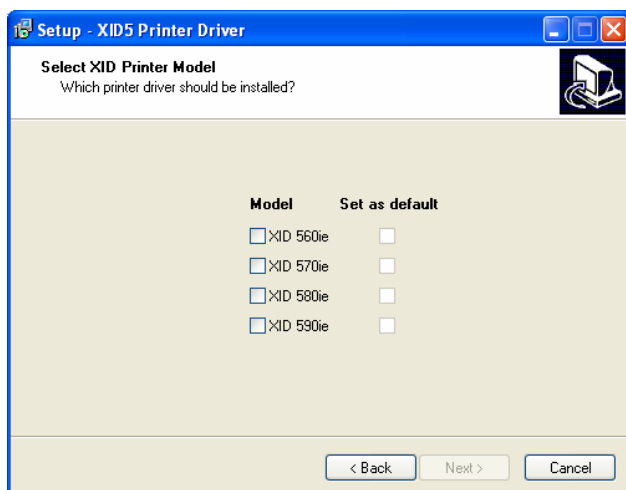 Setup - XID5 Printer Driver
Select XID Printer Model
Which printer driver should be installed?
Model Set as default
XID 560ie
XID 570ie
XID 580ie
XID 590ie
< Back Next > Cancel